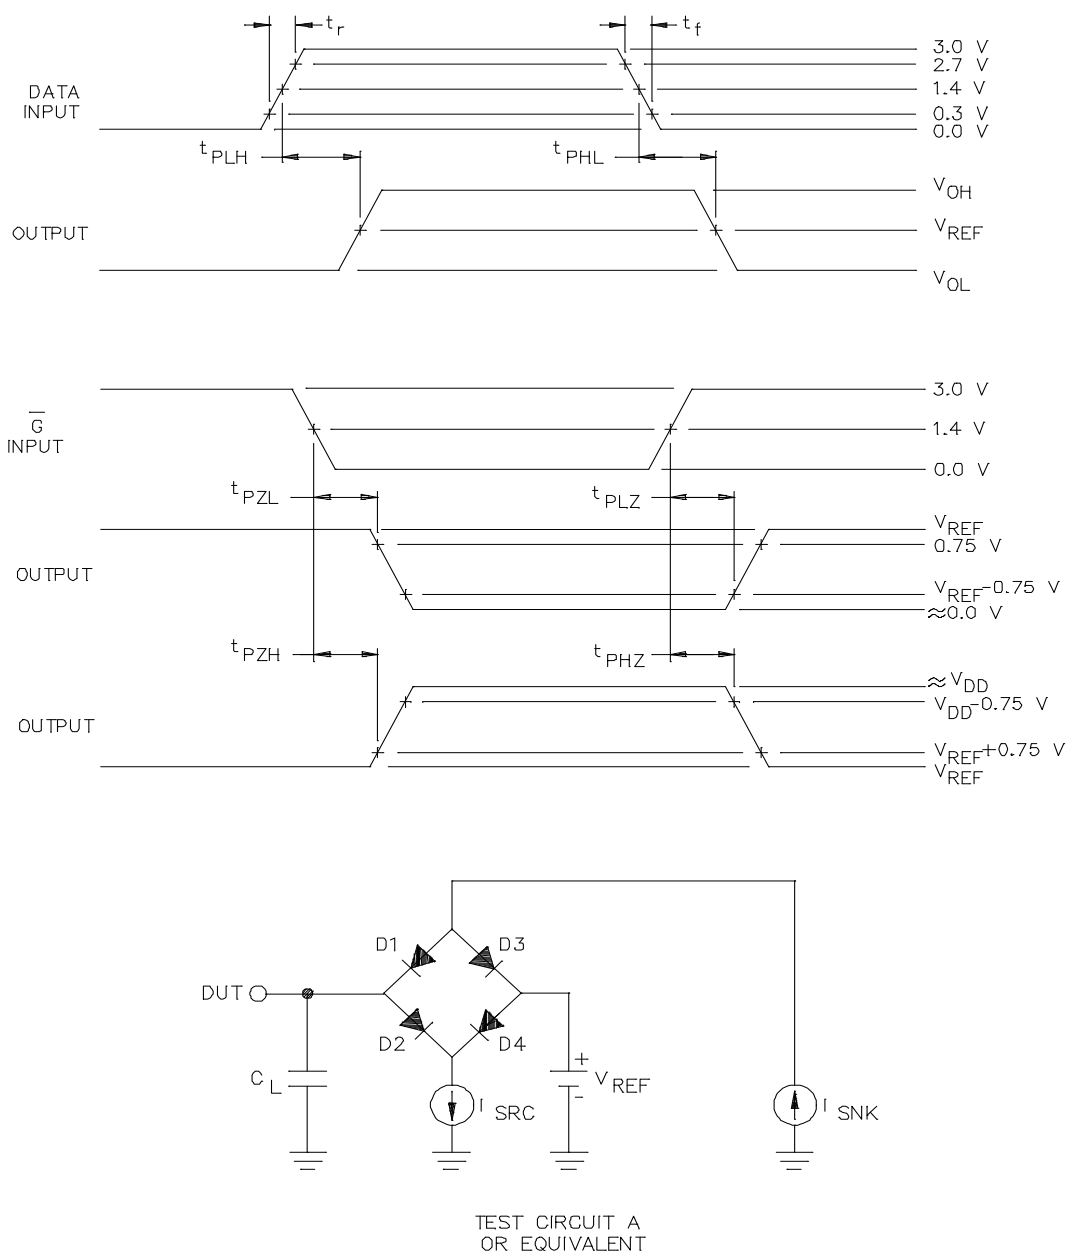 t r
t f
3.0 V
2.7 V
DATA INPUT
1.4 V
0.3 V
0.0 V
t PLH
t PHL
V OH
OUTPUT
V REF
V OL
3.0 V
G̅ INPUT
1.4 V
0.0 V
t PZL
t PLZ
V REF
0.75 V
OUTPUT
V REF -0.75 V
≈0.0 V
t PZH
t PHZ
≈ V DD
V DD -0.75 V
OUTPUT
V REF +0.75 V
V REF
D1
D3
DUT
D2
D4
C L
+
V REF
-
I SRC
I SNK
TEST CIRCUIT A
OR EQUIVALENT